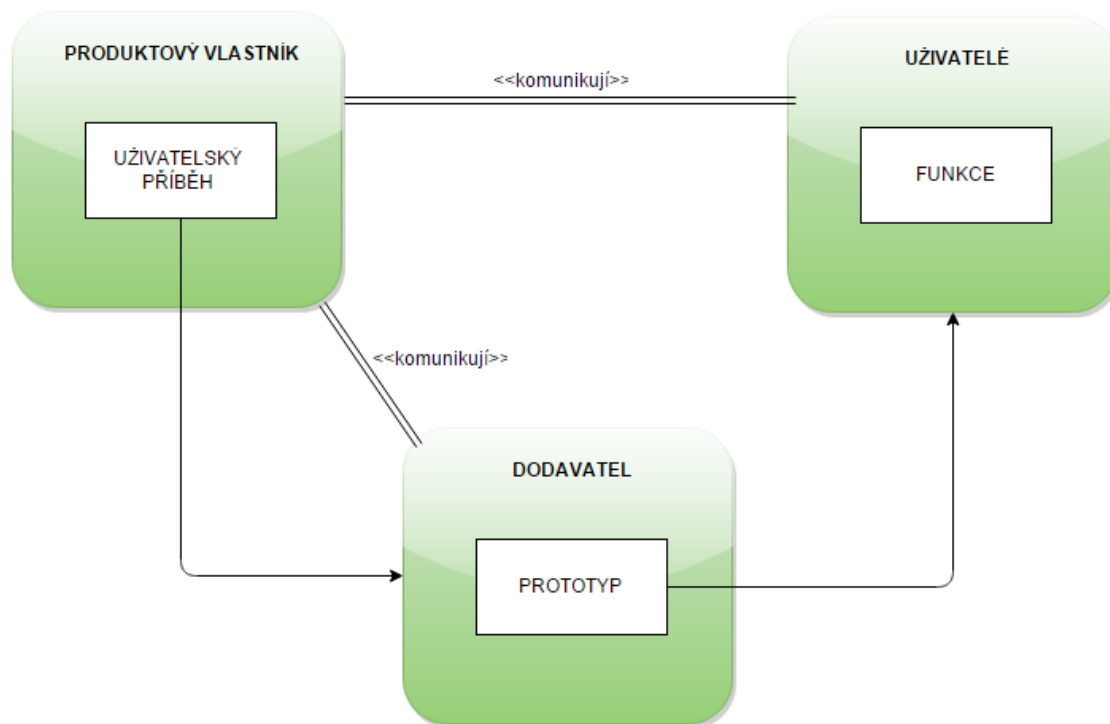 PRODUKTOVÝ VLASTNÍK
UŽIVATELSKÝ
PŘÍBĚH
<<komunikují>>
UŽIVATELÉ
FUNKCE
<<komunikují>>
DODAVATEL
PROTOTYP